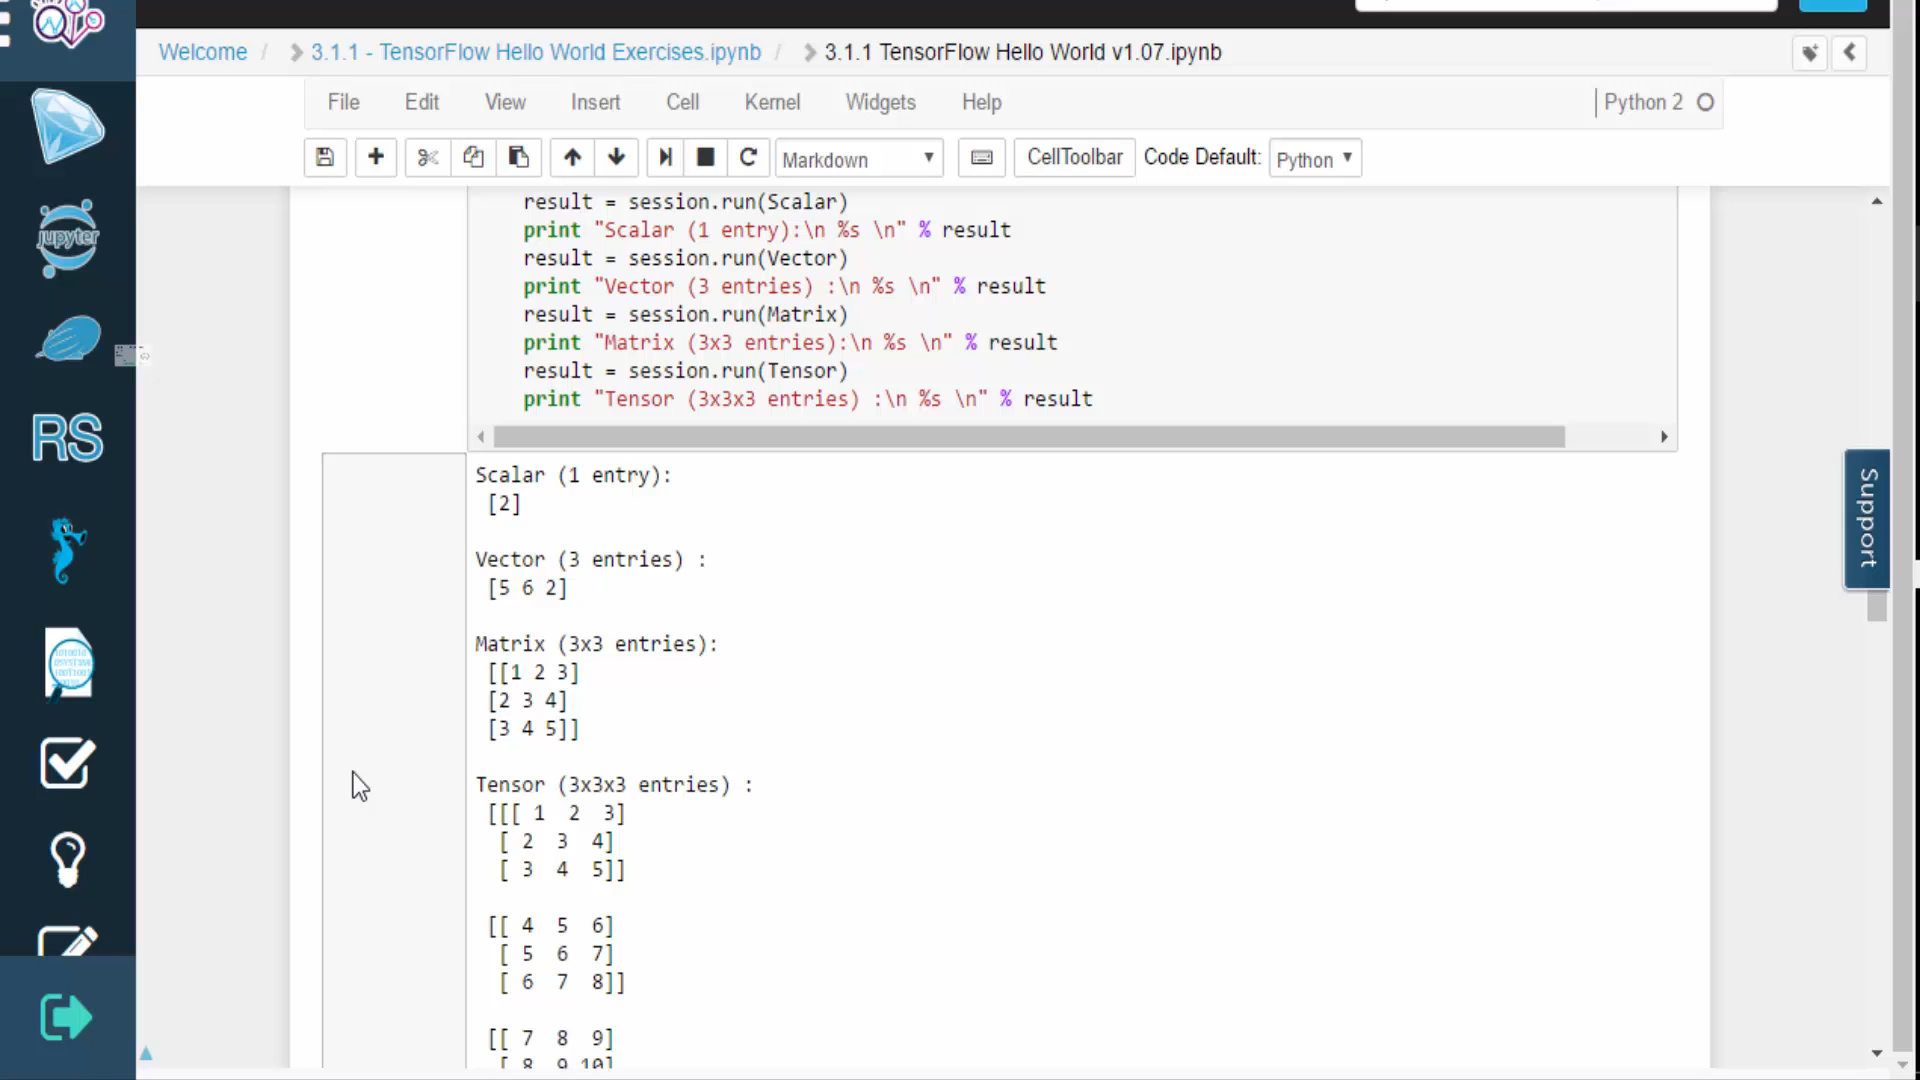 Welcome / 3.1.1 - TensorFlow Hello World Exercises.ipynb / 3.1.1 TensorFlow Hello World v1.07.ipynb
File Edit View Insert Cell Kernel Widgets Help Python 2
Markdown CellToolbar Code Default: Python
jupyter
RS
result = session.run(Scalar)
print "Scalar (1 entry):\n %s \n" % result
result = session.run(Vector)
print "Vector (3 entries) :\n %s \n" % result
result = session.run(Matrix)
print "Matrix (3x3 entries):\n %s \n" % result
result = session.run(Tensor)
print "Tensor (3x3x3 entries) :\n %s \n" % result
Scalar (1 entry):
[2]
Vector (3 entries) :
[5 6 2]
Matrix (3x3 entries):
[[1 2 3]
[2 3 4]
[3 4 5]]
Tensor (3x3x3 entries) :
[[[ 1 2 3]
[ 2 3 4]
[ 3 4 5]]
[[ 4 5 6]
[ 5 6 7]
[ 6 7 8]]
[[ 7 8 9]
[ 8 9 10]
Support